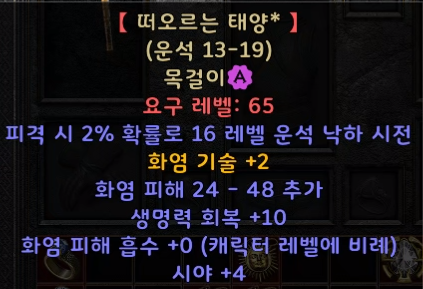 【 떠오르는 태양* 】
(운석 13-19)
목걸이 A
요구 레벨: 65
피격 시 2% 확률로 16 레벨 운석 낙하 시전
화염 기술 +2
화염 피해 24 - 48 추가
생명력 회복 +10
화염 피해 흡수 +0 (캐릭터 레벨에 비례)
시야 +4